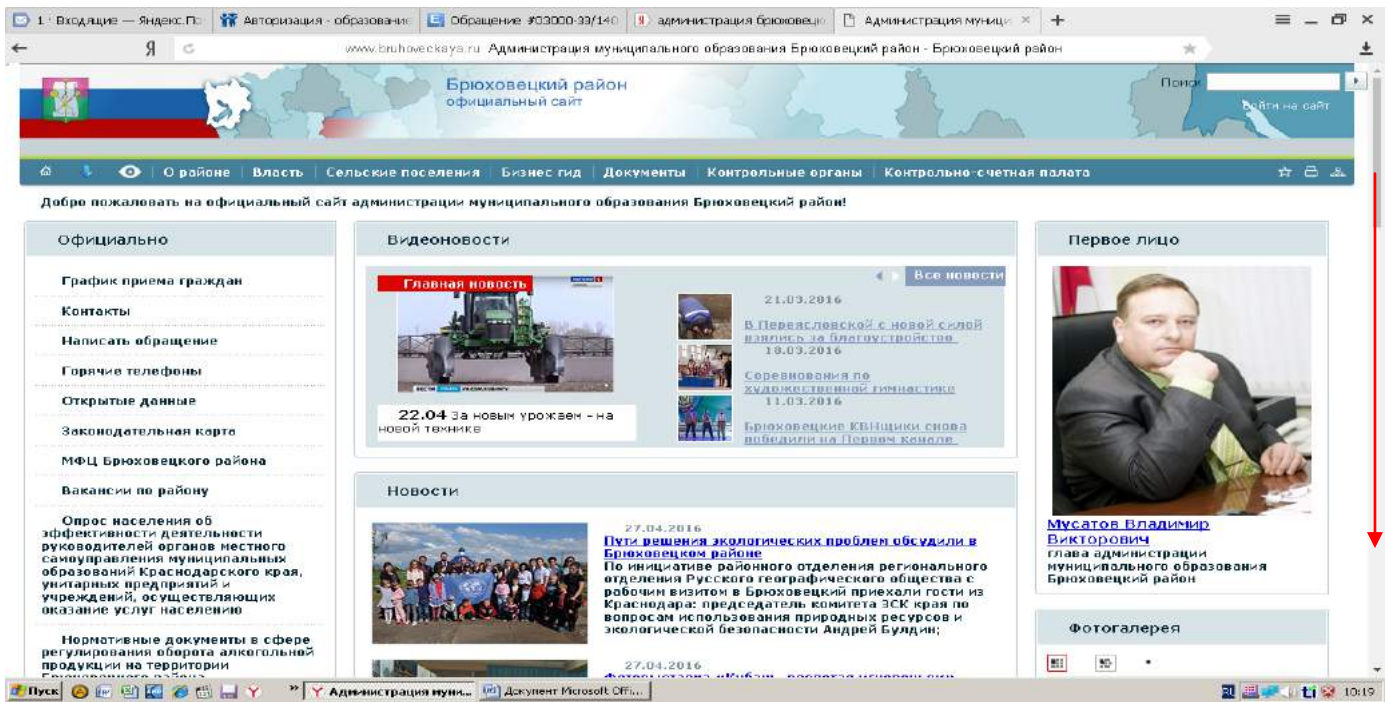 1 · Входящие — Яндекс.По
Авторизация - образование
Обращение #03000-33/140
администрация брюховецк
Администрация муници
www.bruhoveckaya.ru Администрация муниципального образования Брюховецкий район - Брюховецкий район
Брюховецкий район
официальный сайт
Поиск
Войти на сайт
О районе
Власть
Сельские поселения
Бизнес гид
Документы
Контрольные органы
Контрольно-счетная палата
Добро пожаловать на официальный сайт администрации муниципального образования Брюховецкий район!
Официально
График приема граждан
Контакты
Написать обращение
Горячие телефоны
Открытые данные
Законодательная карта
МФЦ Брюховецкого района
Вакансии по району
Опрос населения об
эффективности деятельности
руководителей органов местного
самоуправления муниципальных
образований Краснодарского края,
унитарных предприятий и
учреждений, осуществляющих
оказание услуг населению
Нормативные документы в сфере
регулирования оборота алкогольной
продукции на территории
Брюховецкого района
Видеоновости
Главная новость
22.04 За новым урожаем - на
новой технике
Все новости
21.03.2016
В Переясловской с новой силой
взялись за благоустройство
18.03.2016
Соревнования по
художественной гимнастике
11.03.2016
Брюховецкие КВНщики снова
победили на Первом канале
Новости
27.04.2016
Пути решения экологических проблем обсудили в
Брюховецком районе
По инициативе районного отделения регионального
отделения Русского географического общества с
рабочим визитом в Брюховецкий приехали гости из
Краснодара: председатель комитета ЗСК края по
вопросам использования природных ресурсов и
экологической безопасности Андрей Булдин;
27.04.2016
Первое лицо
Мусатов Владимир
Викторович
глава администрации
муниципального образования
Брюховецкий район
Фотогалерея
Пуск
Администрация муни...
Документ Microsoft Offi...
RL
10:19